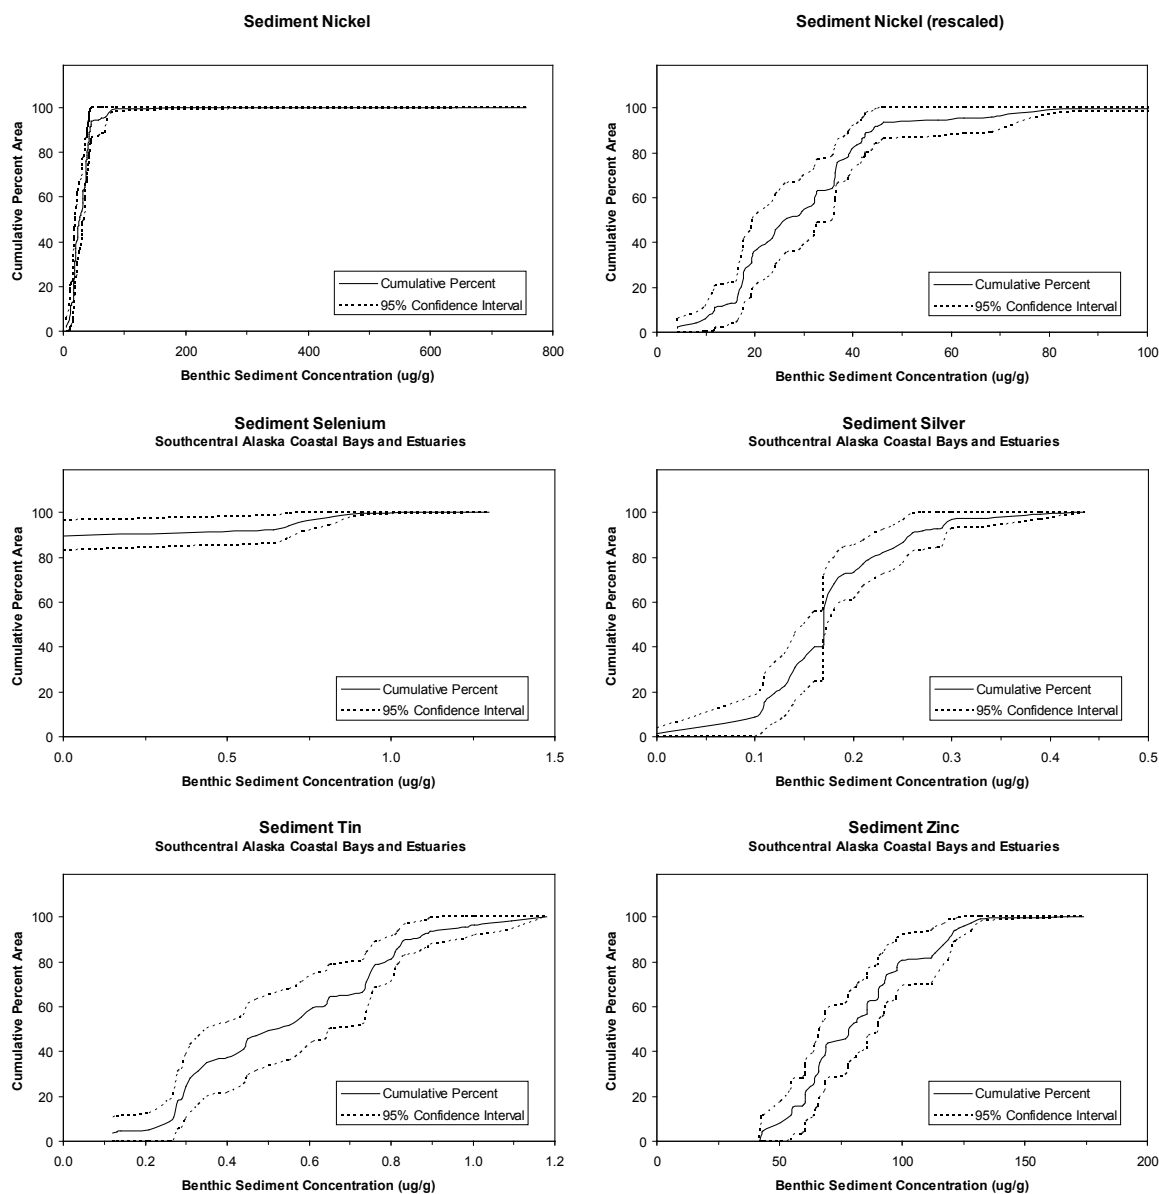 Sediment Nickel
120
100
80
60
40
20
0
Cumulative Percent Area
Cumulative Percent
95% Confidence Interval
0 200 400 600 800
Benthic Sediment Concentration (ug/g)
Sediment Nickel (rescaled)
100
80
60
40
20
0
Cumulative Percent Area
Cumulative Percent
95% Confidence Interval
0 20 40 60 80 100
Benthic Sediment Concentration (ug/g)
Sediment Selenium
Southcentral Alaska Coastal Bays and Estuaries
100
80
60
40
20
0
Cumulative Percent Area
Cumulative Percent
95% Confidence Interval
0.0 0.5 1.0 1.5
Benthic Sediment Concentration (ug/g)
Sediment Silver
Southcentral Alaska Coastal Bays and Estuaries
100
80
60
40
20
0
Cumulative Percent Area
Cumulative Percent
95% Confidence Interval
0.0 0.1 0.2 0.3 0.4 0.5
Benthic Sediment Concentration (ug/g)
Sediment Tin
Southcentral Alaska Coastal Bays and Estuaries
100
80
60
40
20
0
Cumulative Percent Area
Cumulative Percent
95% Confidence Interval
0.0 0.2 0.4 0.6 0.8 1.0 1.2
Benthic Sediment Concentration (ug/g)
Sediment Zinc
Southcentral Alaska Coastal Bays and Estuaries
100
80
60
40
20
0
Cumulative Percent Area
Cumulative Percent
95% Confidence Interval
0 50 100 150 200
Benthic Sediment Concentration (ug/g)